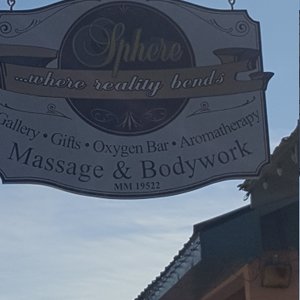 Sphere
...where reality bends
Gallery • Gifts • Oxygen Bar • Aromatherapy
Massage & Bodywork
MM 19522